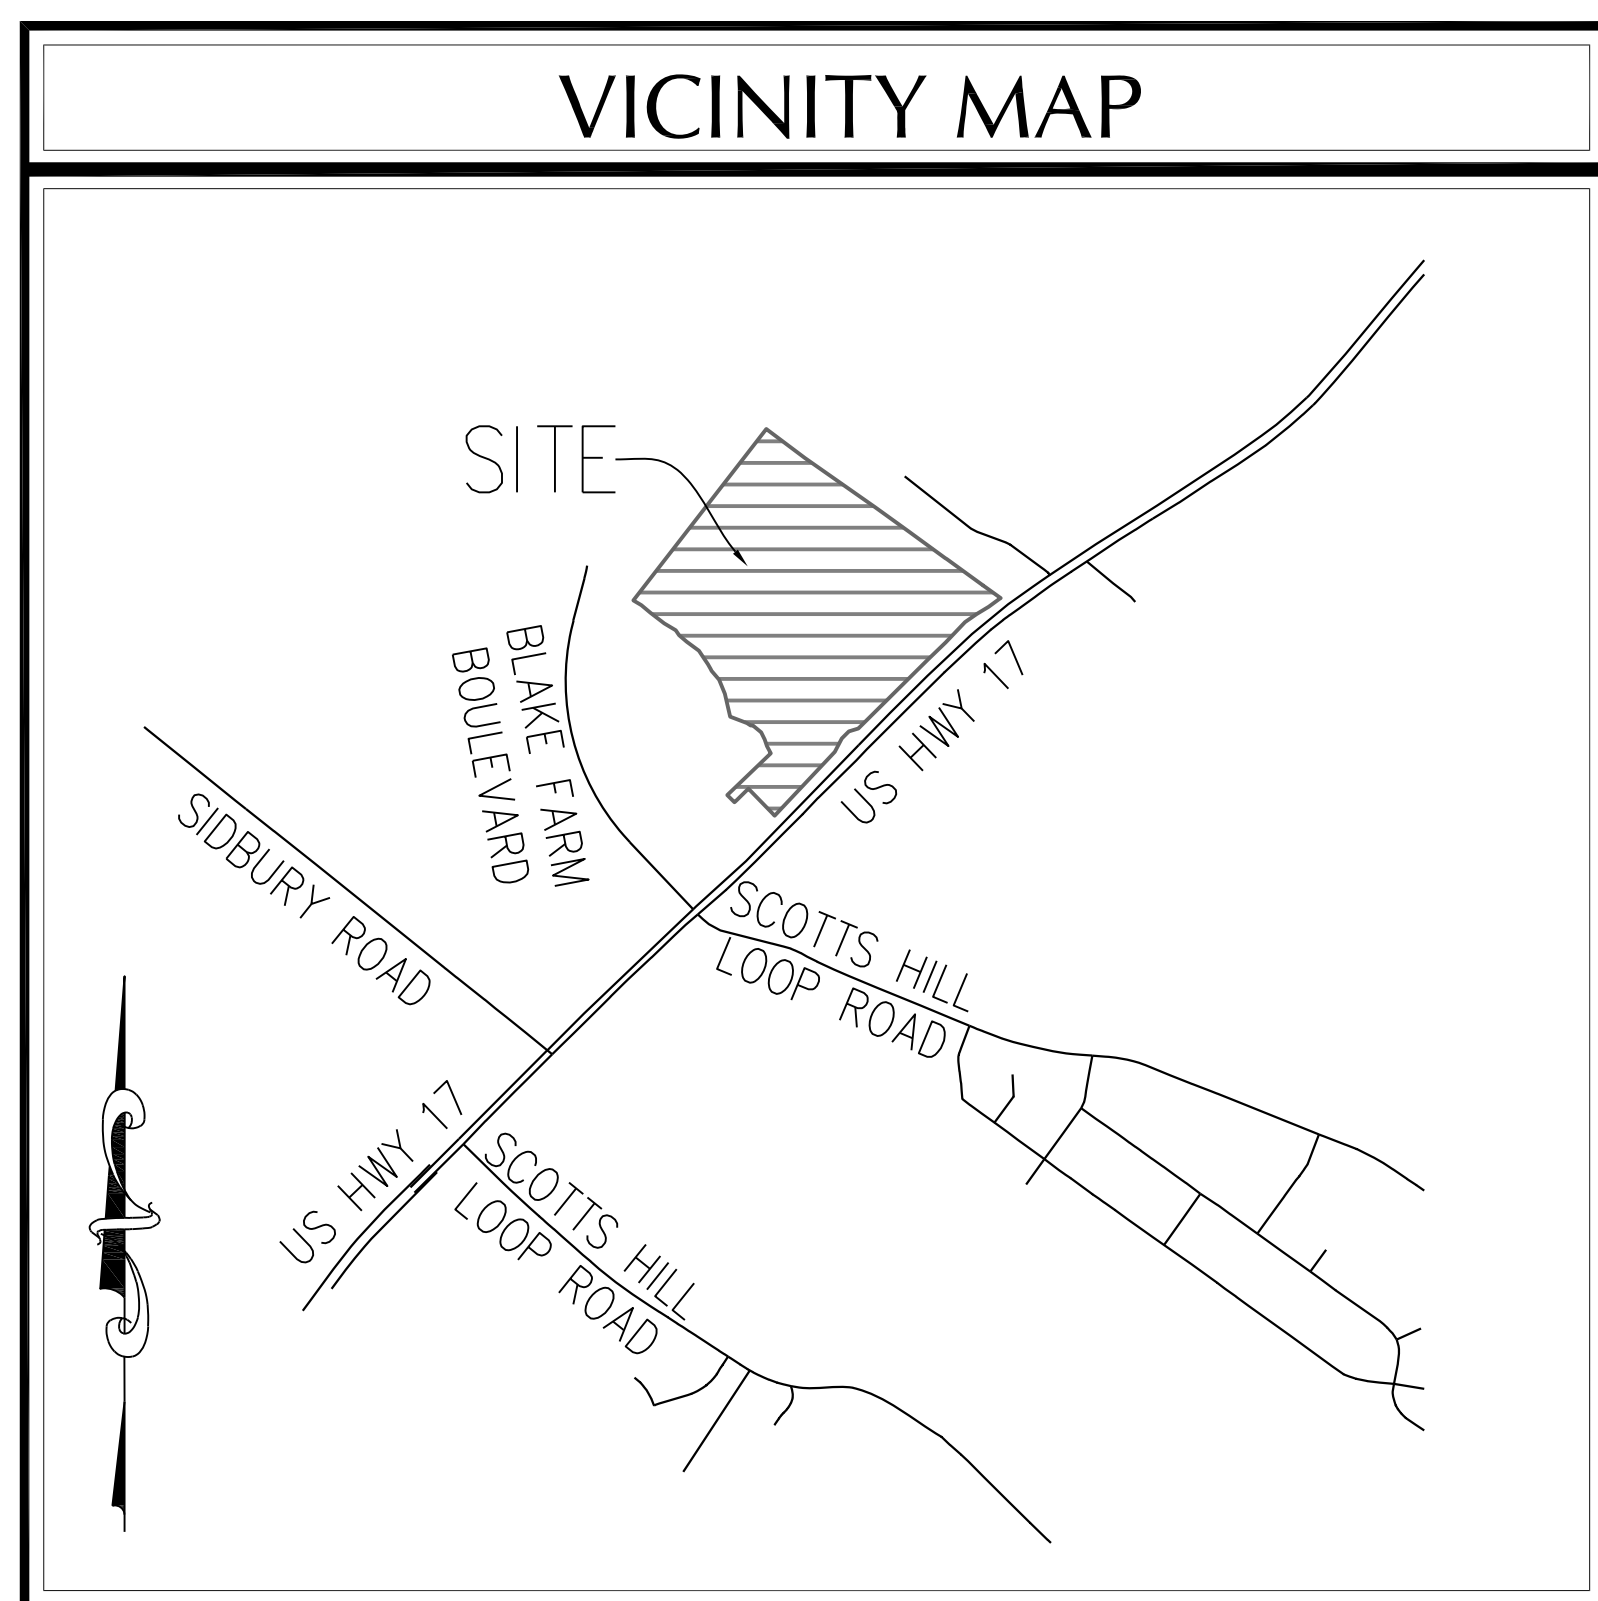 VICINITY MAP
SITE
BLAKE FARM
BOULEVARD
US HWY 17
SIDBURY ROAD
SCOTTS HILL
LOOP ROAD
US HWY 17
SCOTTS HILL
LOOP ROAD